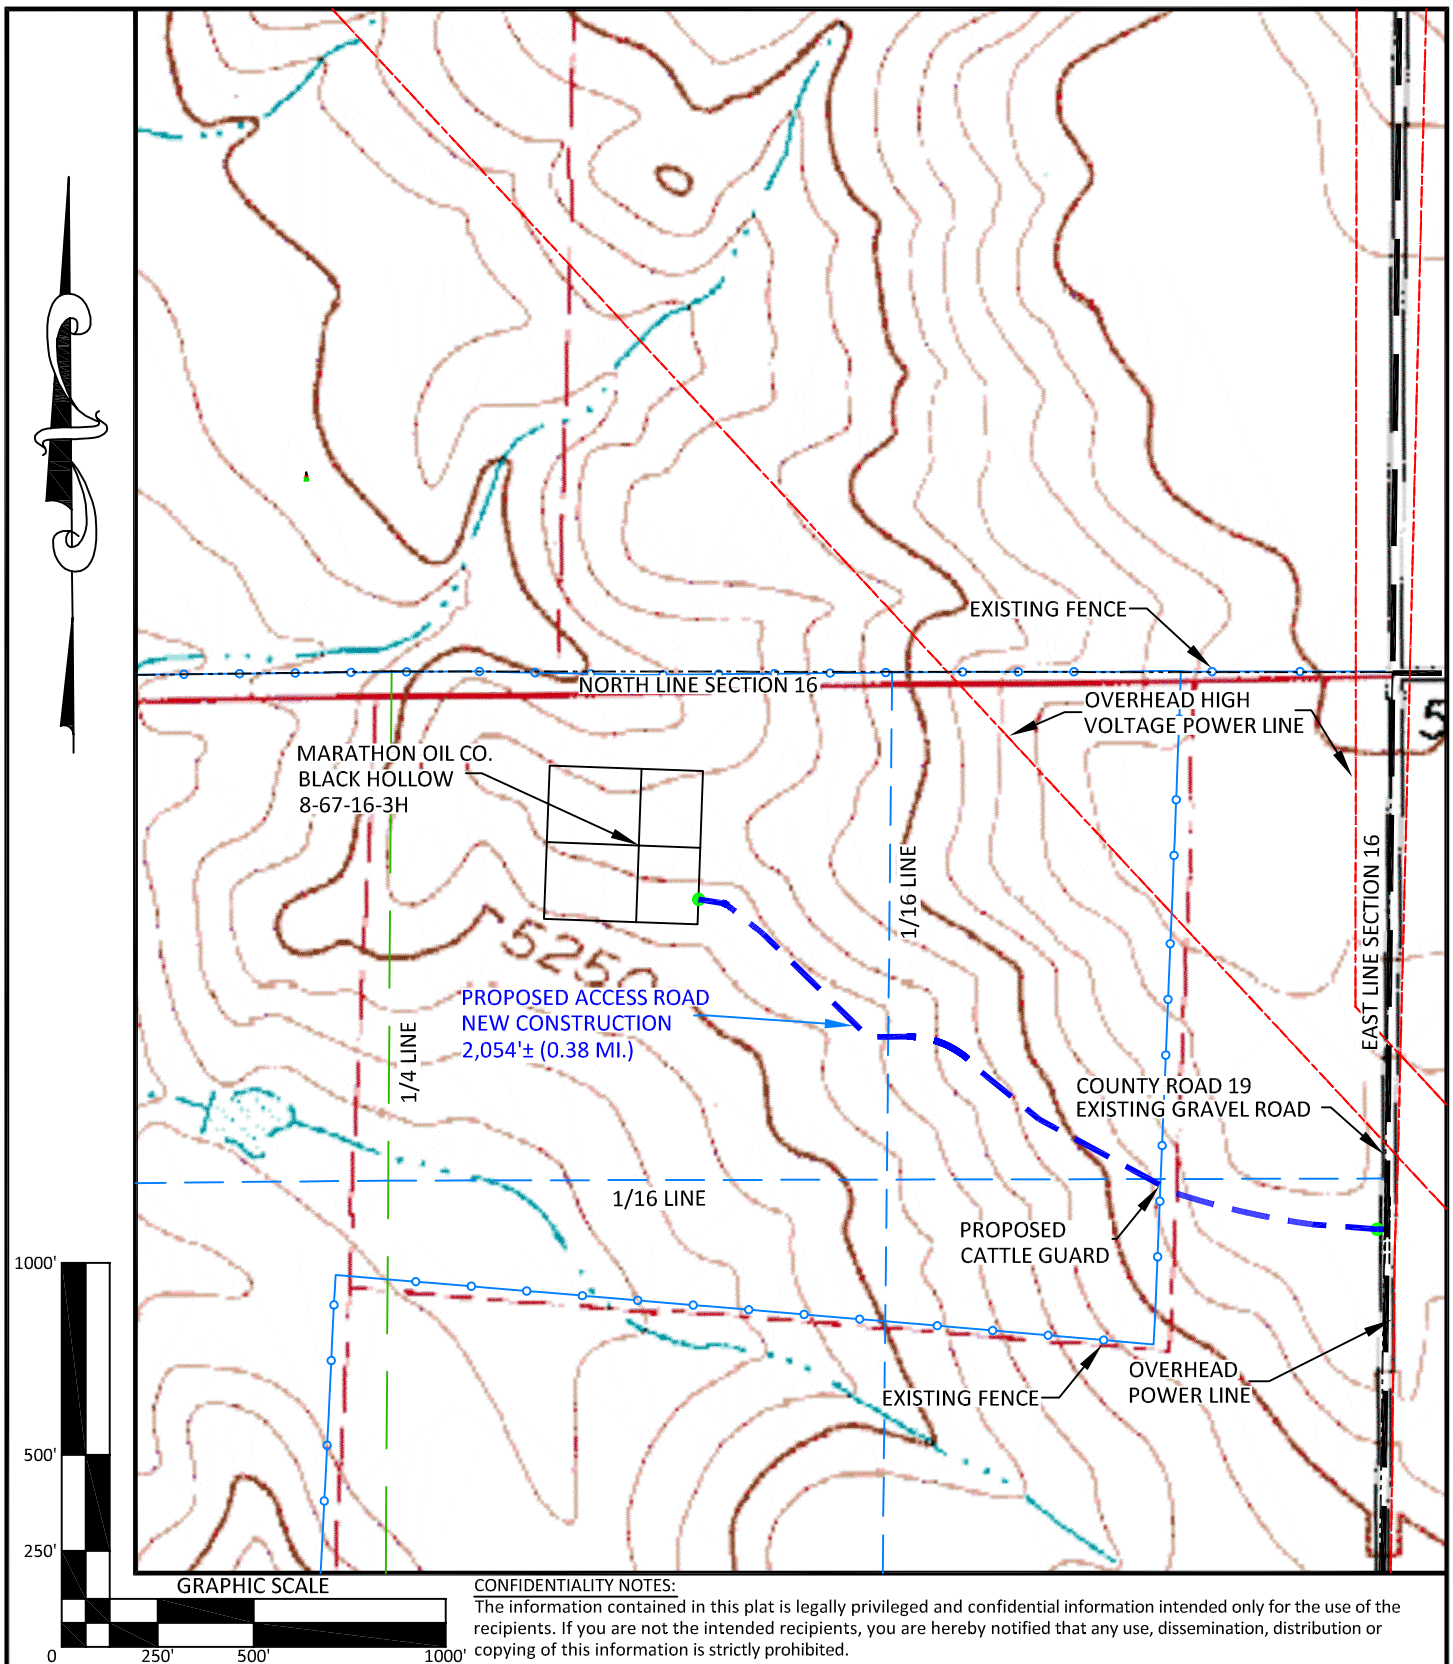 EXISTING FENCE
NORTH LINE SECTION 16
OVERHEAD HIGH
VOLTAGE POWER LINE
MARATHON OIL CO.
BLACK HOLLOW
8-67-16-3H
1/16 LINE
EAST LINE SECTION 16
5250
PROPOSED ACCESS ROAD
NEW CONSTRUCTION
2,054'± (0.38 MI.)
1/4 LINE
COUNTY ROAD 19
EXISTING GRAVEL ROAD
1/16 LINE
PROPOSED
CATTLE GUARD
1000'
OVERHEAD
POWER LINE
EXISTING FENCE
500'
250'
GRAPHIC SCALE
0 250' 500' 1000'
CONFIDENTIALITY NOTES:
The information contained in this plat is legally privileged and confidential information intended only for the use of the
recipients. If you are not the intended recipients, you are hereby notified that any use, dissemination, distribution or
copying of this information is strictly prohibited.